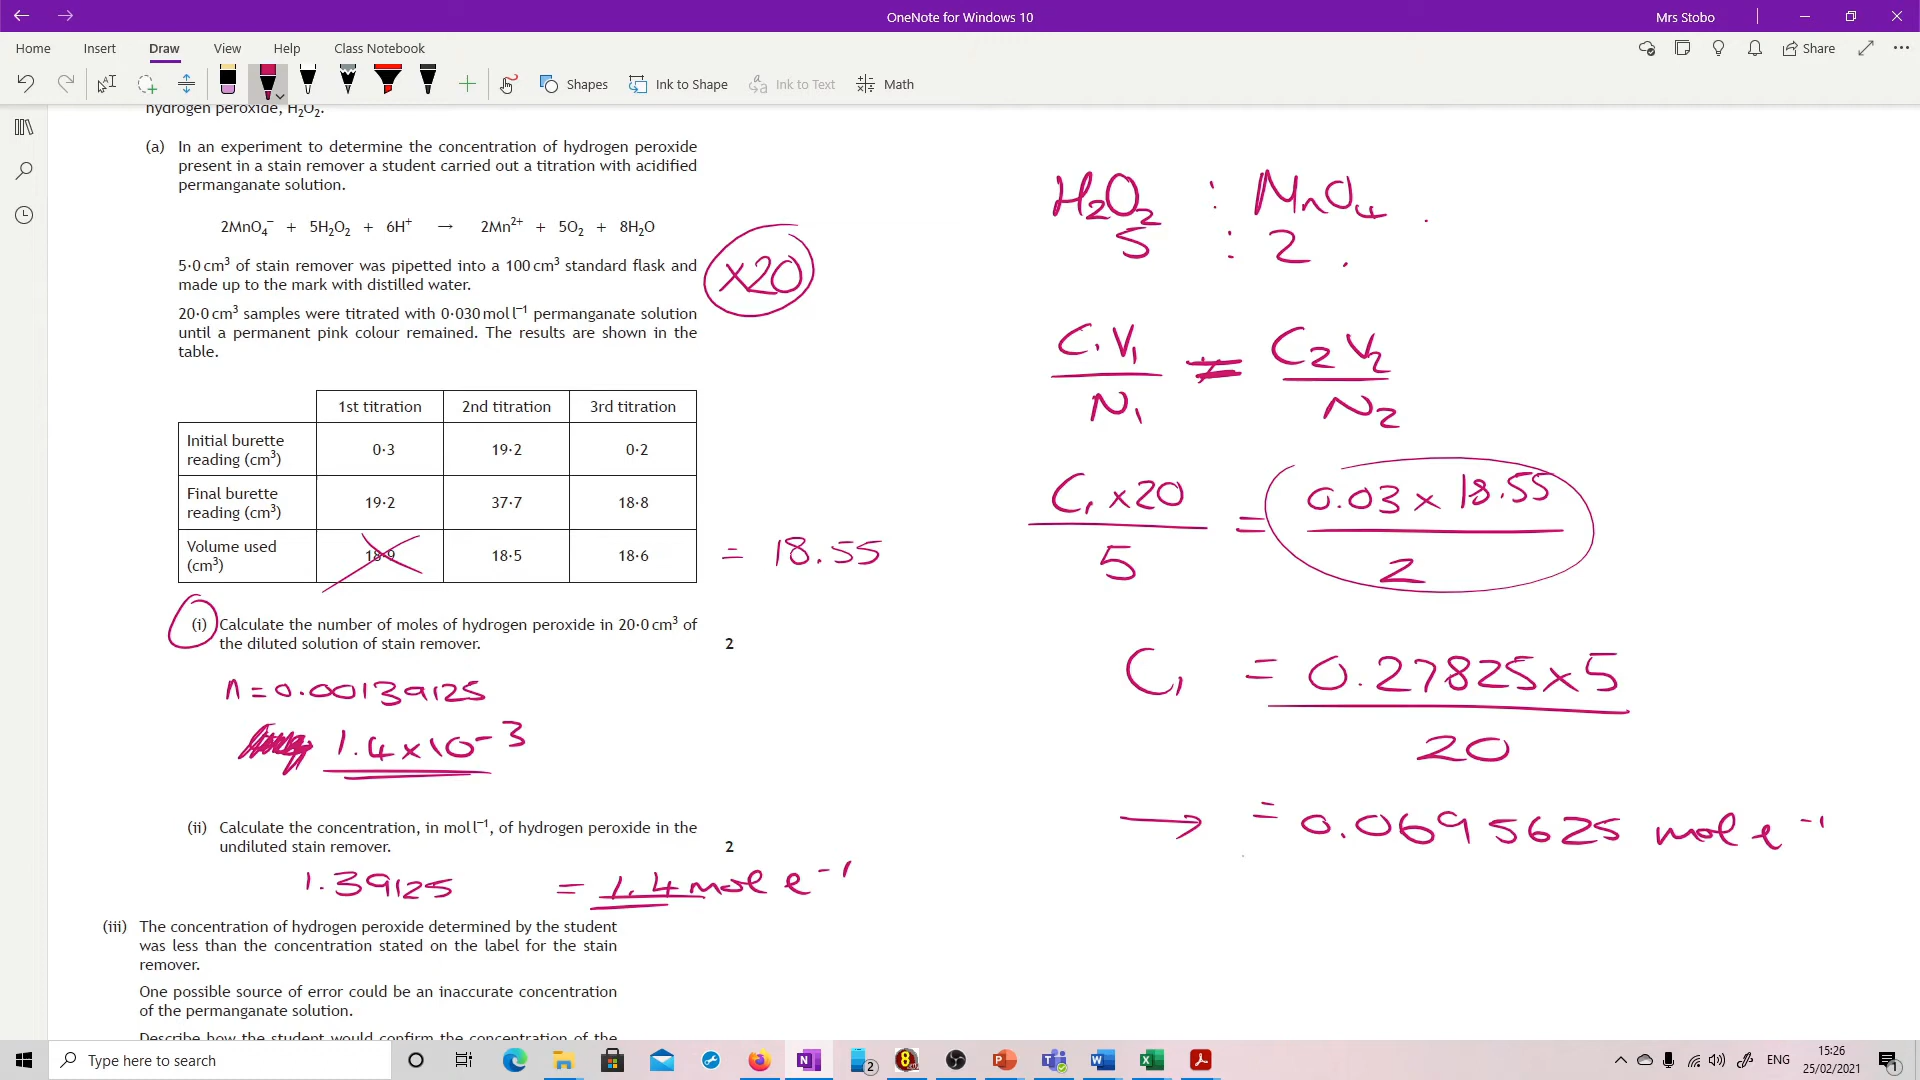 OneNote for Windows 10
Mrs Stobo
Home Insert Draw View Help Class Notebook
Share
Shapes Ink to Shape Ink to Text Math
hydrogen peroxide, H₂O₂.
(a) In an experiment to determine the concentration of hydrogen peroxide
present in a stain remover a student carried out a titration with acidified
permanganate solution.
2MnO₄⁻ + 5H₂O₂ + 6H⁺ → 2Mn²⁺ + 5O₂ + 8H₂O
5·0 cm³ of stain remover was pipetted into a 100 cm³ standard flask and
made up to the mark with distilled water.
x20
20·0 cm³ samples were titrated with 0·030 mol l⁻¹ permanganate solution
until a permanent pink colour remained. The results are shown in the
table.
1st titration 2nd titration 3rd titration
Initial burette
reading (cm³) 0·3 19·2 0·2
Final burette
reading (cm³) 19·2 37·7 18·8
Volume used
(cm³) 18·9 18·5 18·6
= 18.55
(i) Calculate the number of moles of hydrogen peroxide in 20·0 cm³ of
the diluted solution of stain remover. 2
n = 0.00139125
1.4 x 10⁻³
(ii) Calculate the concentration, in mol l⁻¹, of hydrogen peroxide in the
undiluted stain remover. 2
1.39125 = 1.4 mol l⁻¹
(iii) The concentration of hydrogen peroxide determined by the student
was less than the concentration stated on the label for the stain
remover.
One possible source of error could be an inaccurate concentration
of the permanganate solution.
Describe how the student would confirm the concentration of the
H₂O₂ : MnO₄
5 : 2
C₁V₁ = C₂V₂
N₁ N₂
C₁ x 20 = 0.03 x 18.55
5 2
C₁ = 0.27825 x 5
20
→ = 0.0695625 mol l⁻¹
Type here to search
ENG
15:26
25/02/2021